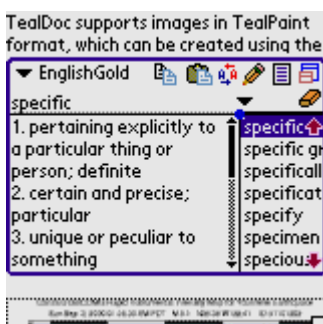 TealDoc supports images in TealPaint
format, which can be created using the
EnglishGold
specific
1. pertaining explicitly to
a particular thing or
person; definite
2. certain and precise;
particular
3. unique or peculiar to
something
specific
specific gr
specificall
specificat
specify
specimen
specious